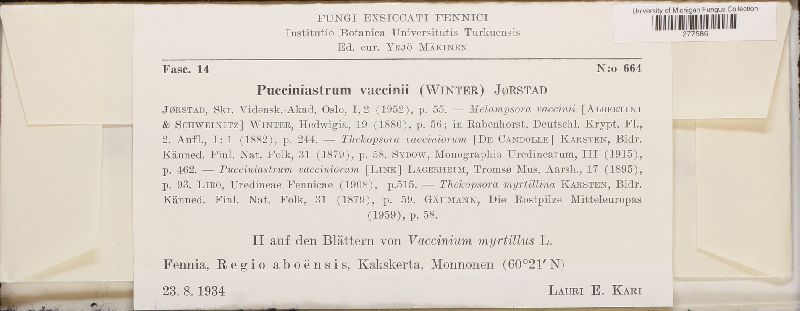 University of Michigan Fungus Collection
277586
FUNGI EXSICCATI FENNICI
Institutio Botanica Universitatis Turkuensis
Ed. cur. YRJÖ MÄKINEN
Fasc. 14 N:o 664
Pucciniastrum vaccinii (WINTER) JØRSTAD
JØRSTAD, Skr. Vidensk.-Akad. Oslo, I, 2 (1952), p. 55. — Melampsora vaccinii [ALBERTINI
& SCHWEINITZ] WINTER, Hedwigia, 19 (1880), p. 56; in Rabenhorst, Deutschl. Krypt. Fl.,
2. Aufl., 1: 1 (1882), p. 244. — Thekopsora vacciniorum [DE CANDOLLE] KARSTEN, Bidr.
Känned. Finl. Nat. Folk, 31 (1879), p. 58. SYDOW, Monographia Uredinearum, III (1915),
p. 462. — Pucciniastrum vacciniorum [LINK] LAGERHEIM, Tromsø Mus. Aarsh., 17 (1895),
p. 93. LIRO, Uredineae Fennicae (1908), p.515. — Thekopsora myrtillina KARSTEN, Bidr.
Känned. Finl. Nat. Folk, 31 (1879), p. 59. GÄUMANN, Die Rostpilze Mitteleuropas
(1959), p. 58.
II auf den Blättern von Vaccinium myrtillus L.
Fennia, Regio aboënsis, Kakskerta, Monnonen (60°21′ N)
23. 8. 1934 LAURI E. KARI